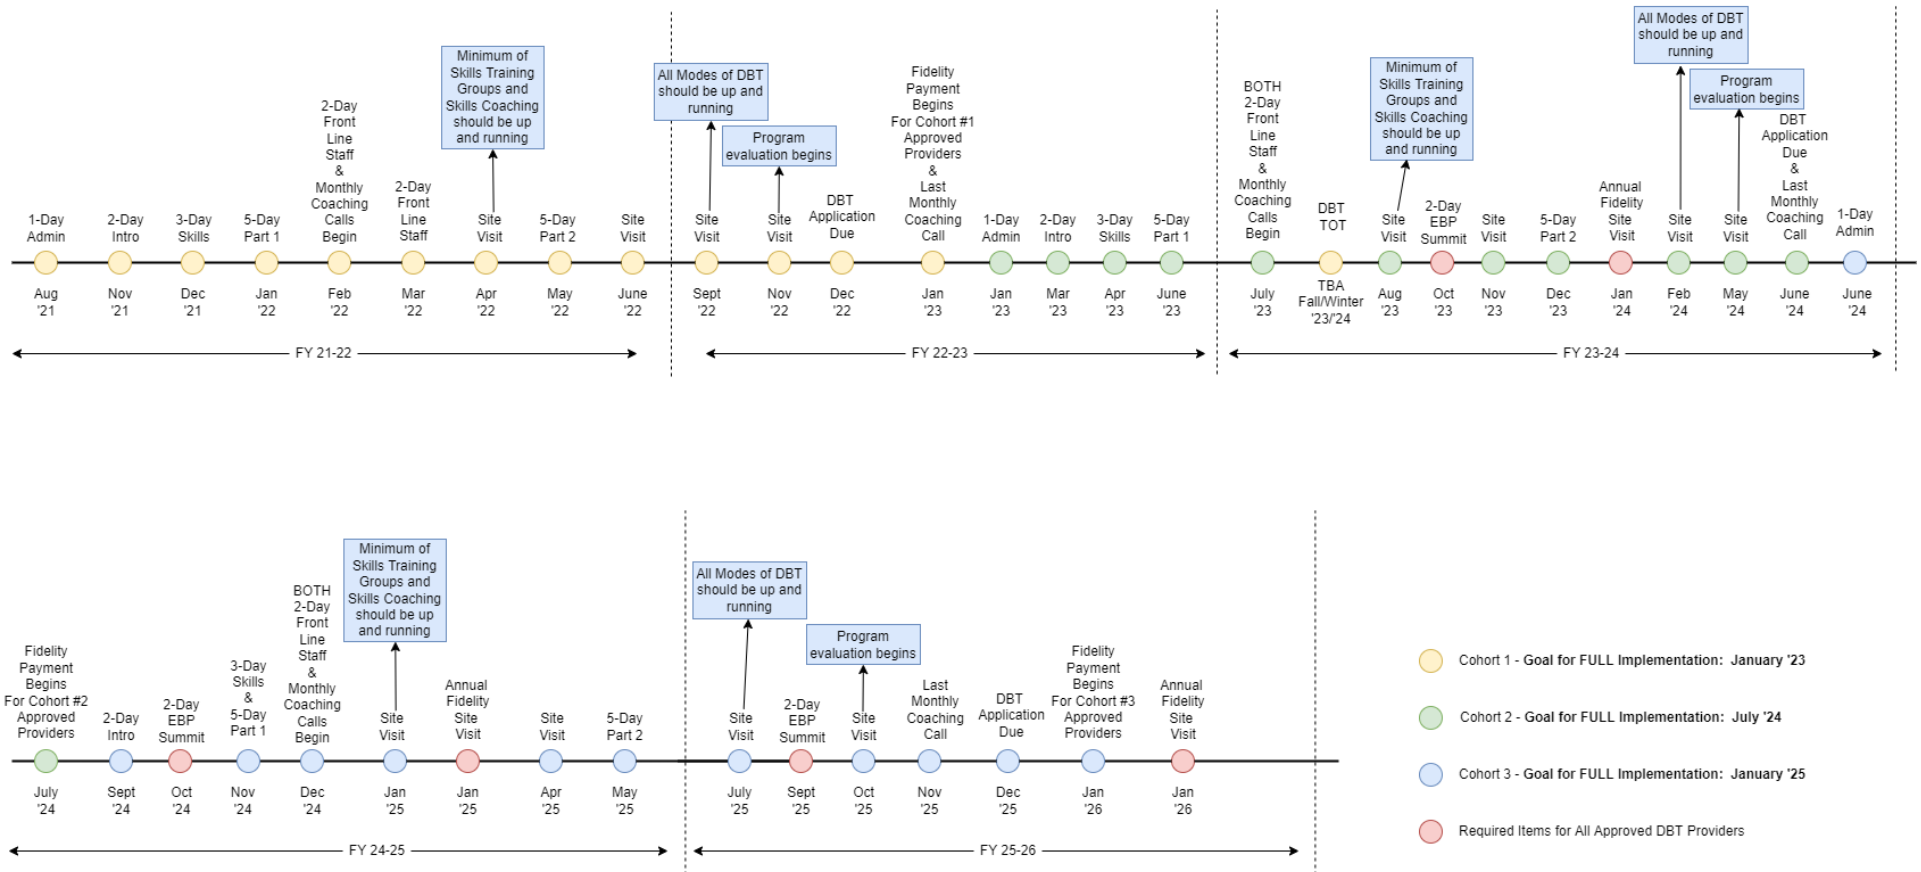 1-Day
Admin
2-Day
Intro
3-Day
Skills
5-Day
Part 1
2-Day
Front
Line
Staff
&
Monthly
Coaching
Calls
Begin
2-Day
Front
Line
Staff
Minimum of
Skills Training
Groups and
Skills Coaching
should be up
and running
Site
Visit
5-Day
Part 2
Site
Visit
All Modes of DBT
should be up and
running
Site
Visit
Program
evaluation begins
Site
Visit
DBT
Application
Due
Fidelity
Payment
Begins
For Cohort #1
Approved
Providers
&
Last
Monthly
Coaching
Call
1-Day
Admin
2-Day
Intro
3-Day
Skills
5-Day
Part 1
BOTH
2-Day
Front
Line
Staff
&
Monthly
Coaching
Calls
Begin
DBT
TOT
Minimum of
Skills Training
Groups and
Skills Coaching
should be up
and running
Site
Visit
2-Day
EBP
Summit
Site
Visit
5-Day
Part 2
Annual
Fidelity
Site
Visit
All Modes of DBT
should be up and
running
Site
Visit
Program
evaluation begins
Site
Visit
DBT
Application
Due
&
Last
Monthly
Coaching
Call
1-Day
Admin
Aug
'21
Nov
'21
Dec
'21
Jan
'22
Feb
'22
Mar
'22
Apr
'22
May
'22
June
'22
Sept
'22
Nov
'22
Dec
'22
Jan
'23
Jan
'23
Mar
'23
Apr
'23
June
'23
July
'23
TBA
Fall/Winter
'23/'24
Aug
'23
Oct
'23
Nov
'23
Dec
'23
Jan
'24
Feb
'24
May
'24
June
'24
June
'24
FY 21-22
FY 22-23
FY 23-24
Fidelity
Payment
Begins
For Cohort #2
Approved
Providers
2-Day
Intro
2-Day
EBP
Summit
3-Day
Skills
&
5-Day
Part 1
BOTH
2-Day
Front
Line
Staff
&
Monthly
Coaching
Calls
Begin
Minimum of
Skills Training
Groups and
Skills Coaching
should be up
and running
Site
Visit
Annual
Fidelity
Site
Visit
Site
Visit
5-Day
Part 2
All Modes of DBT
should be up and
running
Site
Visit
2-Day
EBP
Summit
Program
evaluation begins
Site
Visit
Last
Monthly
Coaching
Call
DBT
Application
Due
Fidelity
Payment
Begins
For Cohort #3
Approved
Providers
Annual
Fidelity
Site
Visit
July
'24
Sept
'24
Oct
'24
Nov
'24
Dec
'24
Jan
'25
Jan
'25
Apr
'25
May
'25
July
'25
Sept
'25
Oct
'25
Nov
'25
Dec
'25
Jan
'26
Jan
'26
FY 24-25
FY 25-26
Cohort 1 - Goal for FULL Implementation: January '23
Cohort 2 - Goal for FULL Implementation: July '24
Cohort 3 - Goal for FULL Implementation: January '25
Required Items for All Approved DBT Providers